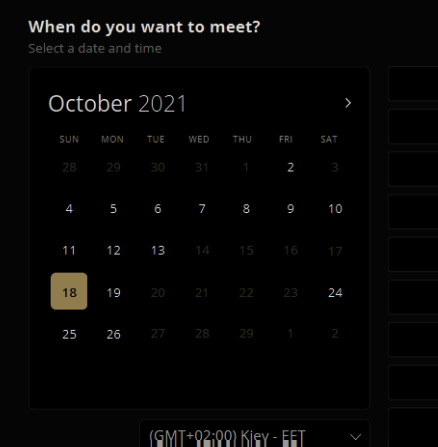 When do you want to meet?
Select a date and time
October 2021
SUN MON TUE WED THU FRI SAT
28 29 30 31 1 2 3
4 5 6 7 8 9 10
11 12 13 14 15 16 17
18 19 20 21 22 23 24
25 26 27 28 29 1 2
(GMT+02:00) Kiev - EET